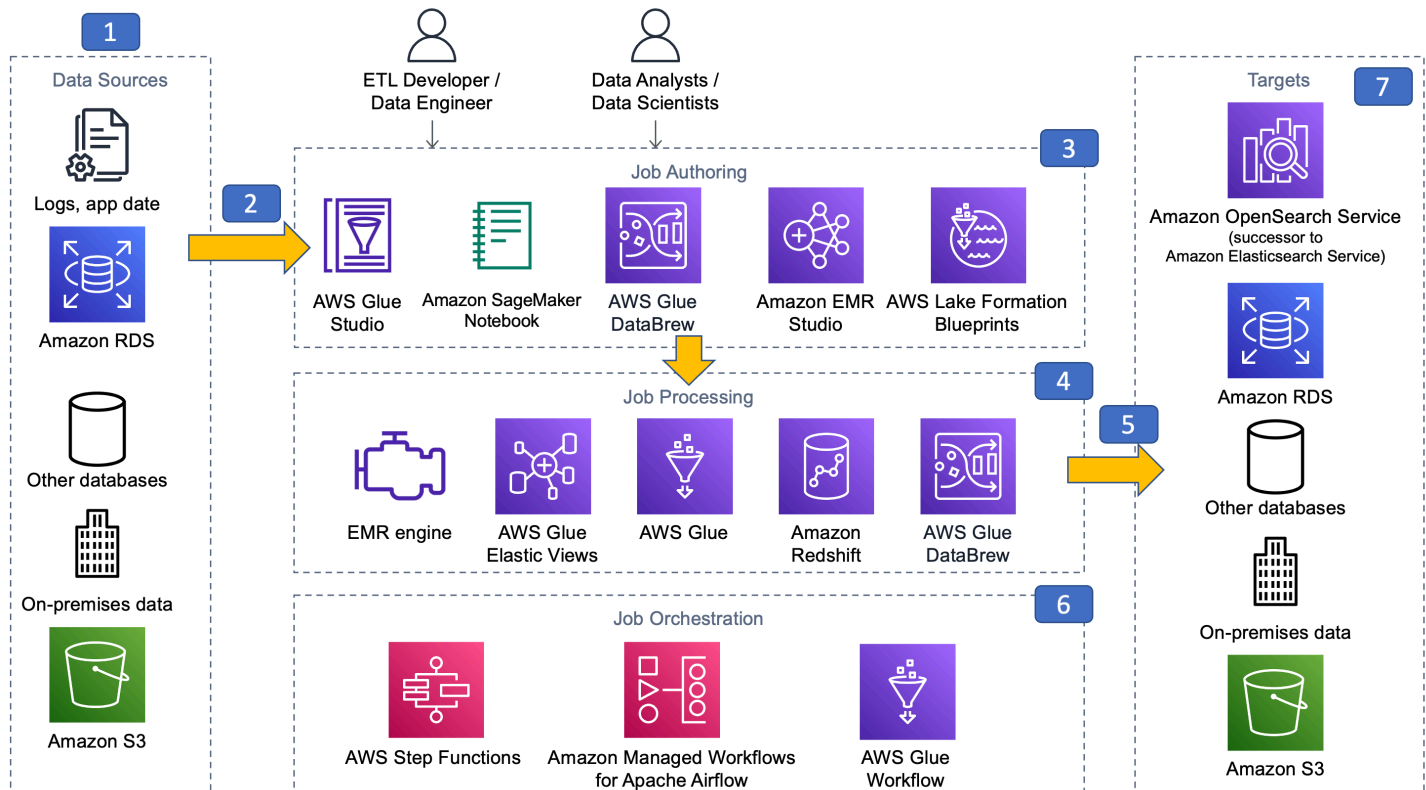 1
Data Sources
Logs, app date
Amazon RDS
Other databases
On-premises data
Amazon S3
2
ETL Developer /
Data Engineer
Data Analysts /
Data Scientists
3
Job Authoring
AWS Glue
Studio
Amazon SageMaker
Notebook
AWS Glue
DataBrew
Amazon EMR
Studio
AWS Lake Formation
Blueprints
4
Job Processing
EMR engine
AWS Glue
Elastic Views
AWS Glue
Amazon
Redshift
AWS Glue
DataBrew
5
6
Job Orchestration
AWS Step Functions
Amazon Managed Workflows
for Apache Airflow
AWS Glue
Workflow
7
Targets
Amazon OpenSearch Service
(successor to
Amazon Elasticsearch Service)
Amazon RDS
Other databases
On-premises data
Amazon S3